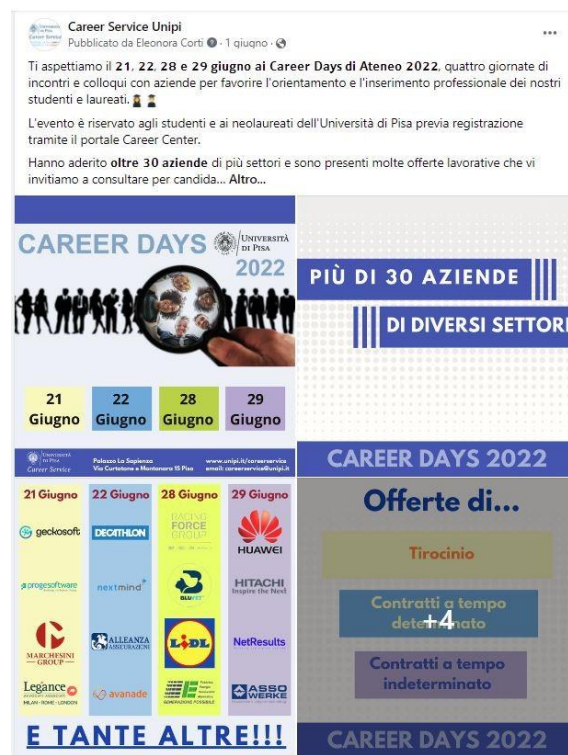 Career Service Unipi
Pubblicato da Eleonora Corti · 1 giugno ·
Ti aspettiamo il 21, 22, 28 e 29 giugno ai Career Days di Ateneo 2022, quattro giornate di
incontri e colloqui con aziende per favorire l'orientamento e l'inserimento professionale dei nostri
studenti e laureati.
L'evento è riservato agli studenti e ai neolaureati dell'Università di Pisa previa registrazione
tramite il portale Career Center.
Hanno aderito oltre 30 aziende di più settori e sono presenti molte offerte lavorative che vi
invitiamo a consultare per candida... Altro...
CAREER DAYS
UNIVERSITÀ
DI PISA
2022
21
Giugno
22
Giugno
28
Giugno
29
Giugno
Career Service
Palazzo La Sapienza
Via Curtatone e Montanara 15 Pisa
www.unipi.it/careerservice
email: careerservice@unipi.it
PIÙ DI 30 AZIENDE
DI DIVERSI SETTORI
CAREER DAYS 2022
21 Giugno
22 Giugno
28 Giugno
29 Giugno
geckosoft
DECATHLON
RACING
FORCE
GROUP
HUAWEI
progesoftware
nextmind
BLUVET
HITACHI
Inspire the Next
MARCHESINI
GROUP
ALLEANZA
ASSICURAZIONI
LIDL
NetResults
Legance
MILAN - ROME - LONDON
avanade
GENERAZIONE POSSIBILE
ASSO
WERKE
E TANTE ALTRE!!!
Offerte di...
Tirocinio
Contratti a tempo
determinato
+4
Contratti a tempo
indeterminato
CAREER DAYS 2022